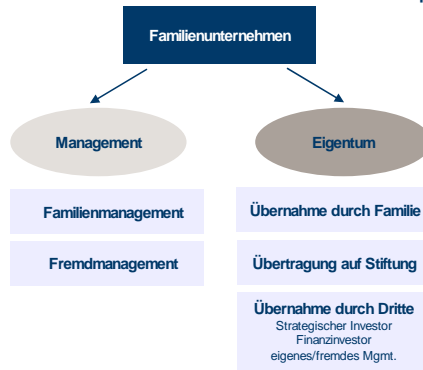 Familienunternehmen
Management
Eigentum
Familienmanagement
Fremdmanagement
Übernahme durch Familie
Übertragung auf Stiftung
Übernahme durch Dritte
Strategischer Investor
Finanzinvestor
eigenes/fremdes Mgmt.